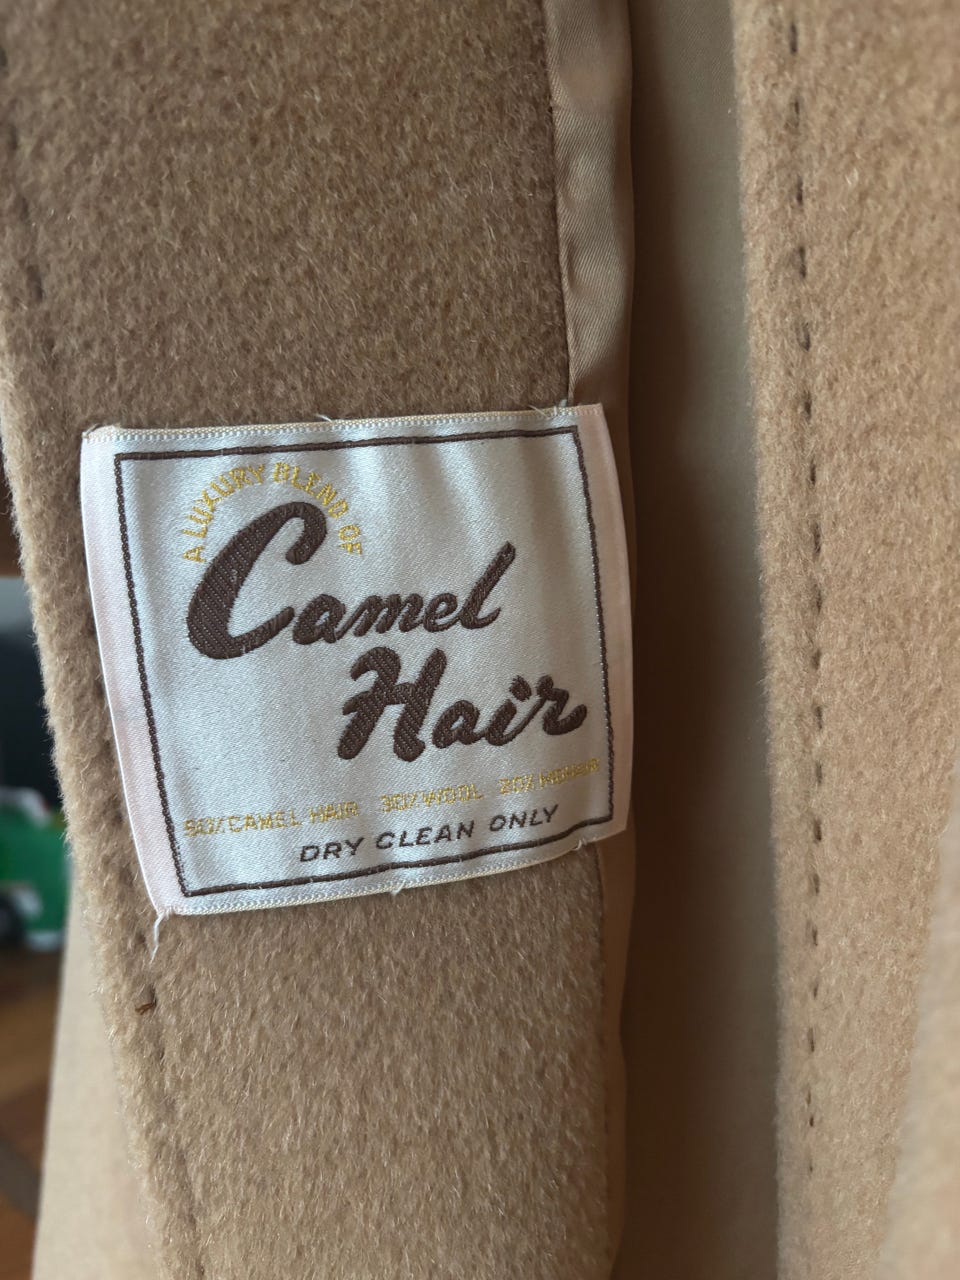 A LUXURY BLEND OF
Camel
Hair
50% CAMEL HAIR 30% WOOL 20% MOHAIR
DRY CLEAN ONLY